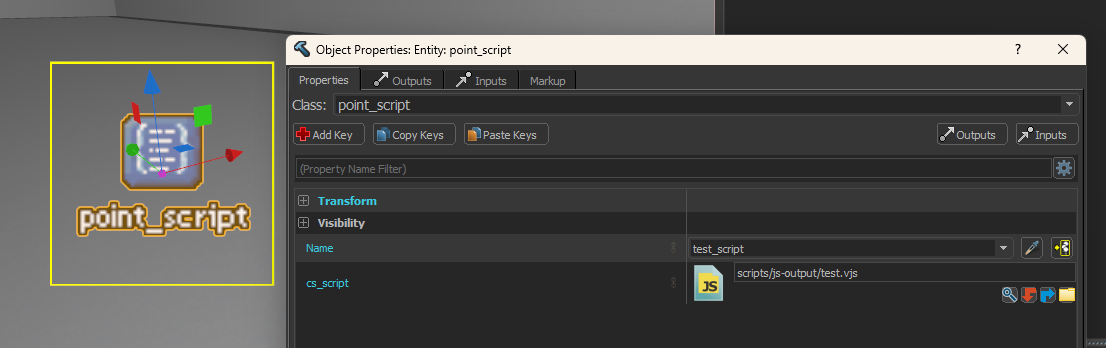 Object Properties: Entity: point_script
?
Properties
Outputs
Inputs
Markup
Class:
point_script
Add Key
Copy Keys
Paste Keys
Outputs
Inputs
(Property Name Filter)
Transform
Visibility
Name
test_script
cs_script
JS
scripts/js-output/test.vjs
point_script